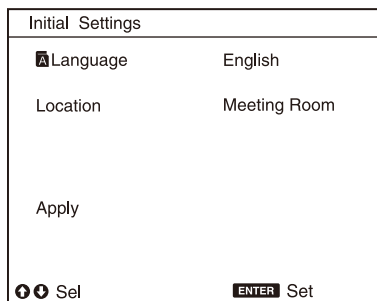 Initial Settings
A Language English
Location Meeting Room
Apply
Sel ENTER Set